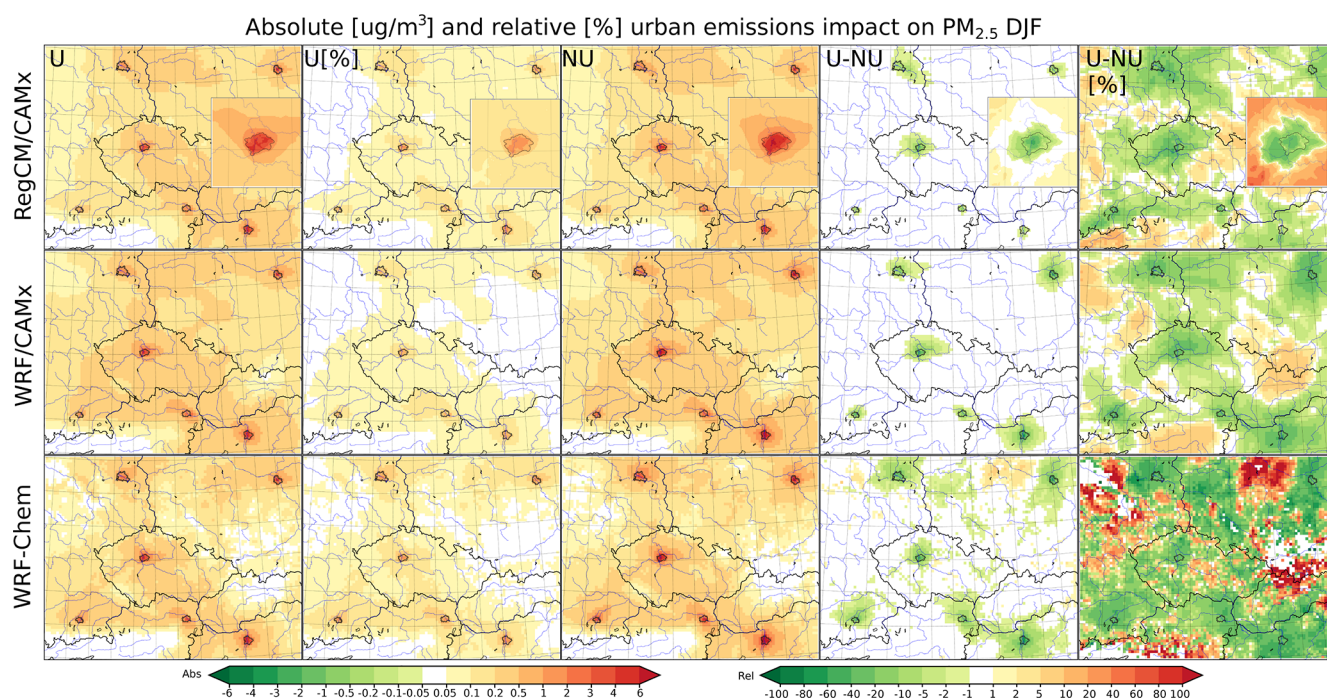 Absolute [ug/m³] and relative [%] urban emissions impact on PM₂.₅ DJF
U U[%] NU U-NU U-NU
[%]
RegCM/CAMx
WRF/CAMx
WRF-Chem
Abs
-6 -4 -3 -2 -1 -0.5 -0.2 -0.1 -0.05 0.05 0.1 0.2 0.5 1 2 3 4 6
Rel
-100 -80 -60 -40 -20 -10 -5 -2 -1 1 2 5 10 20 40 60 80 100